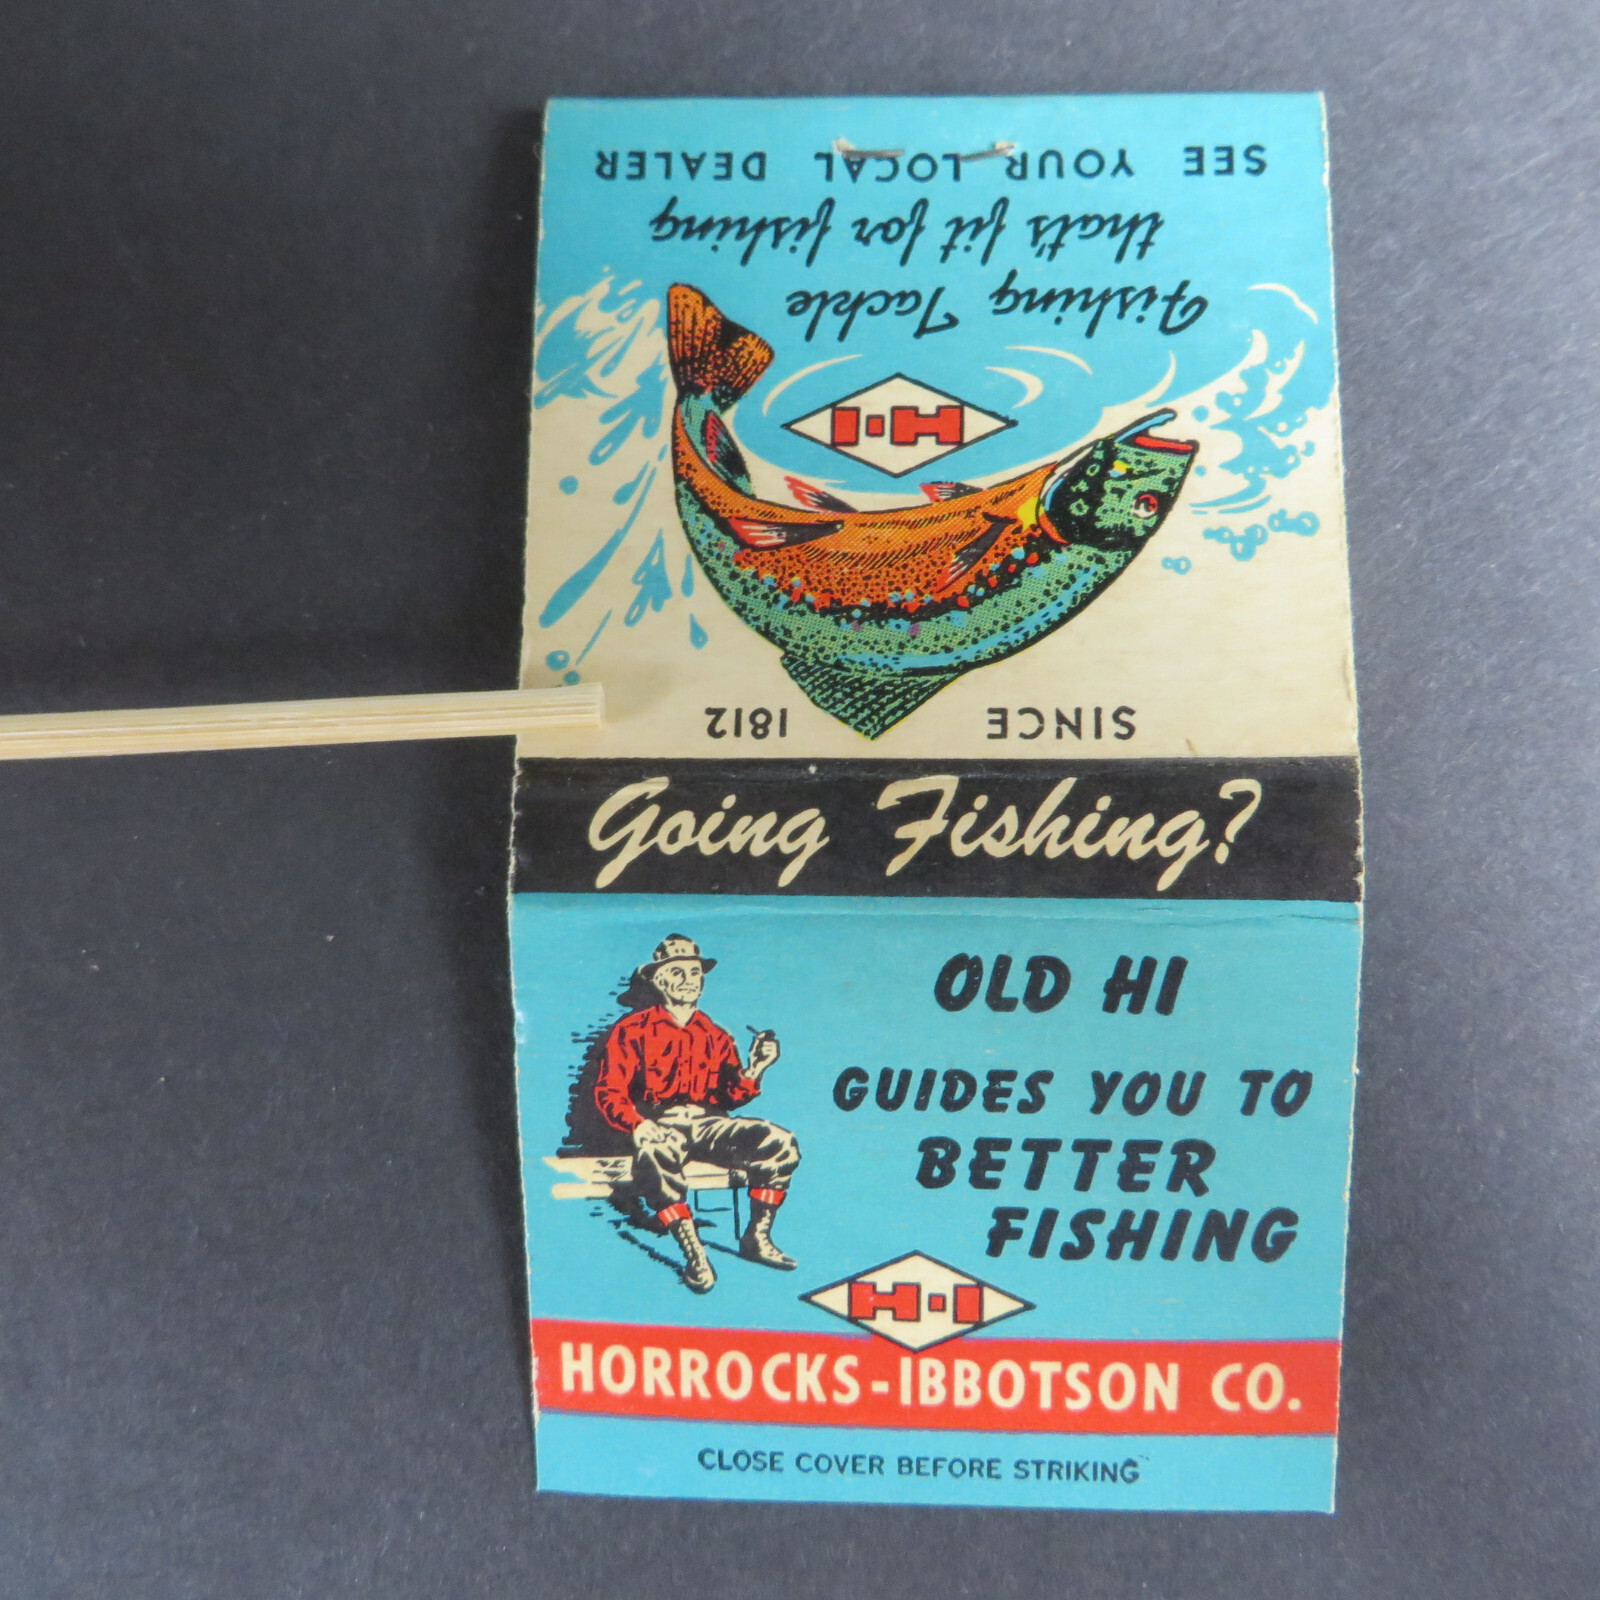 Going Fishing?
OLD HI
GUIDES YOU TO
BETTER
FISHING
H·I
HORROCKS-IBBOTSON CO.
CLOSE COVER BEFORE STRIKING
SINCE 1812
H·I
Fishing Tackle
that's fit for fishing
SEE YOUR LOCAL DEALER